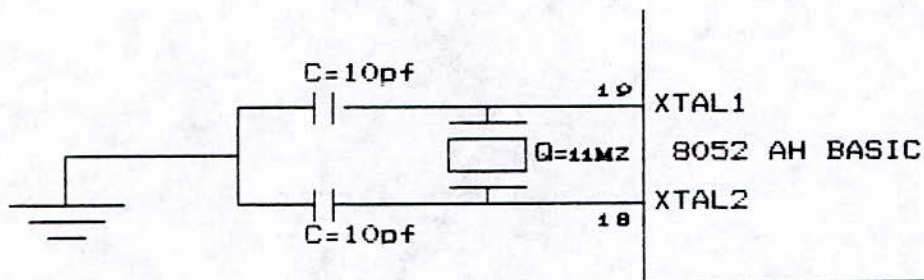 C=10pf
19 XTAL1
Q=11MZ 8052 AH BASIC
XTAL2
18
C=10pf